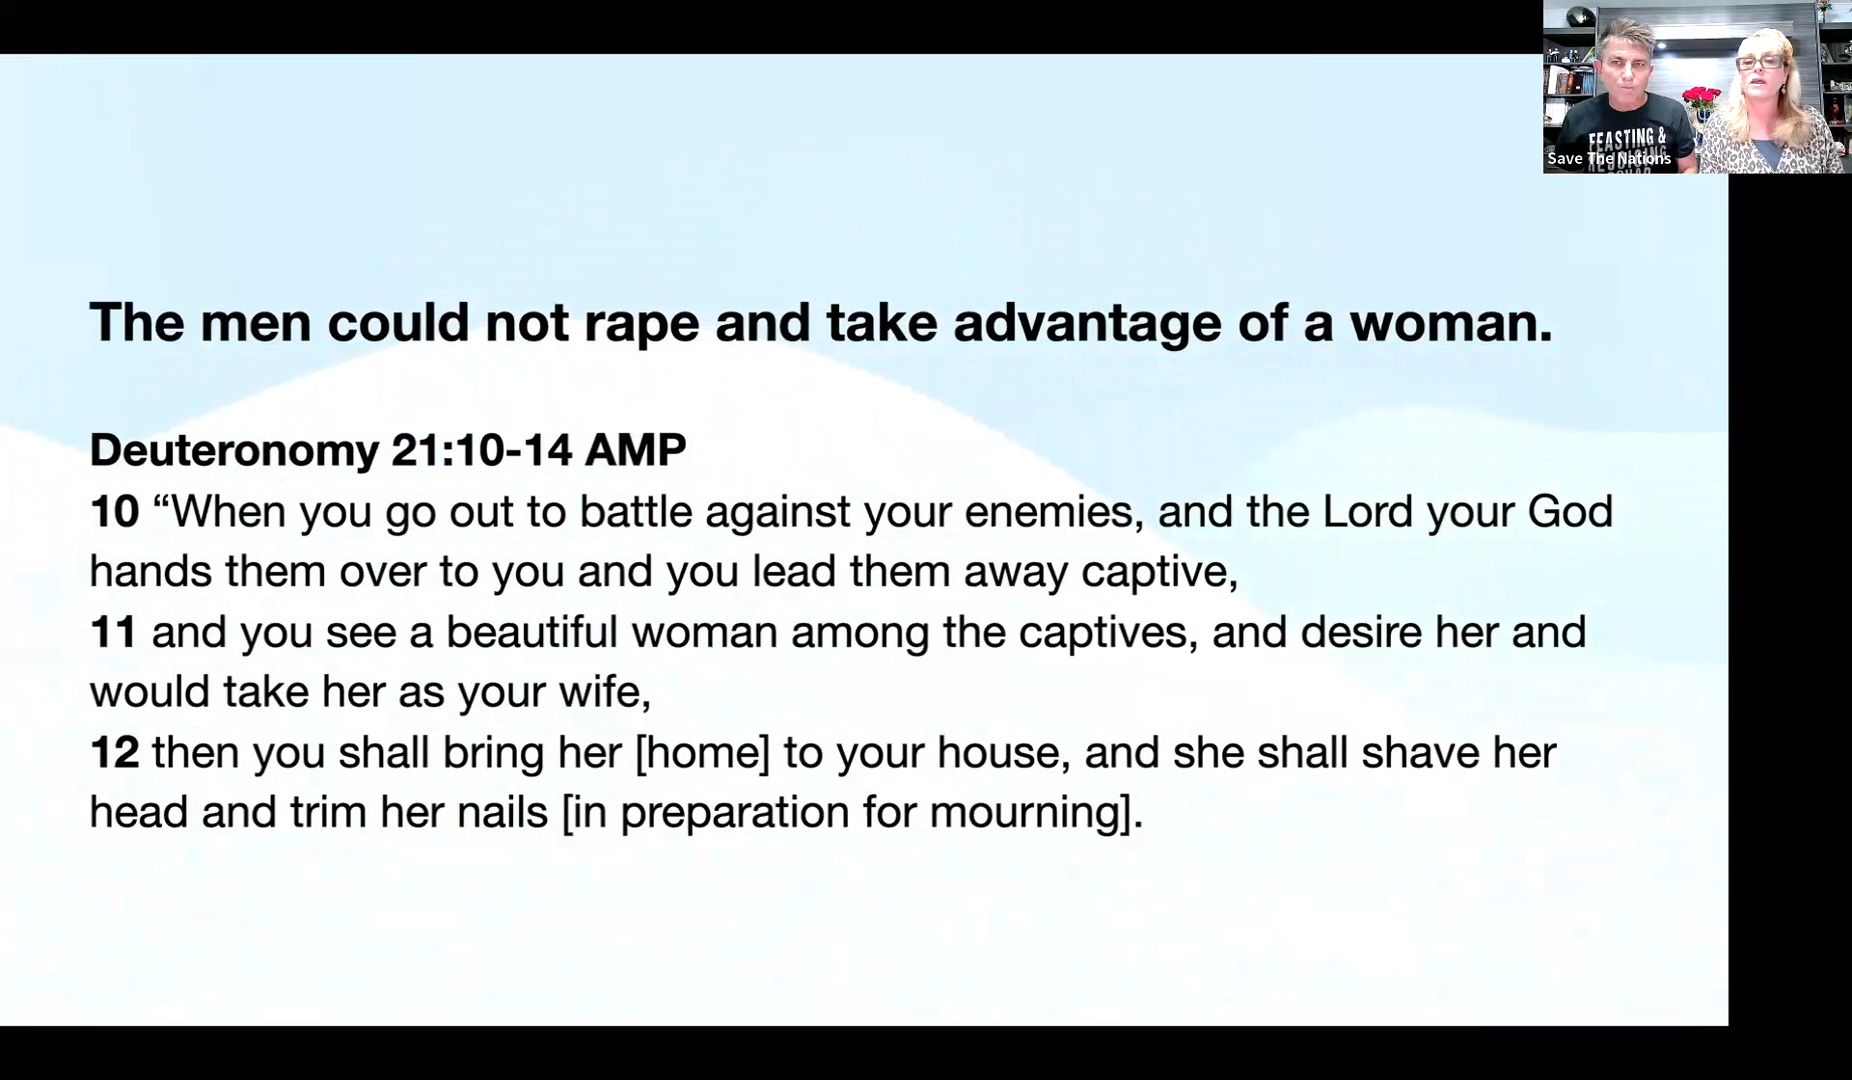 FEASTING &
Save The Nations
The men could not rape and take advantage of a woman.
Deuteronomy 21:10-14 AMP
10 “When you go out to battle against your enemies, and the Lord your God
hands them over to you and you lead them away captive,
11 and you see a beautiful woman among the captives, and desire her and
would take her as your wife,
12 then you shall bring her [home] to your house, and she shall shave her
head and trim her nails [in preparation for mourning].